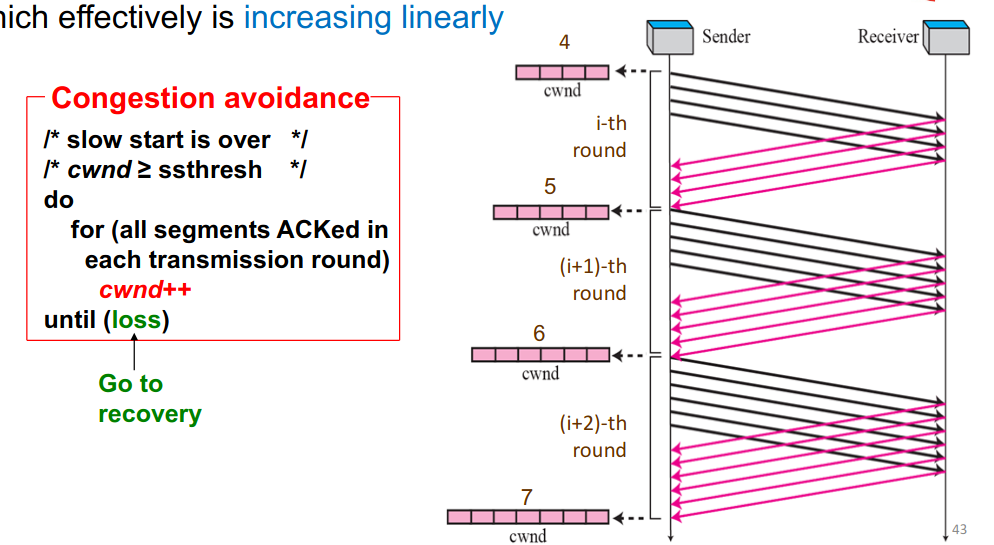 hich effectively is increasing linearly
Congestion avoidance
/* slow start is over */
/* cwnd ≥ ssthresh */
do
for (all segments ACKed in
each transmission round)
cwnd++
until (loss)
Go to
recovery
Sender
Receiver
4
cwnd
i-th
round
5
cwnd
(i+1)-th
round
6
cwnd
(i+2)-th
round
7
cwnd
43